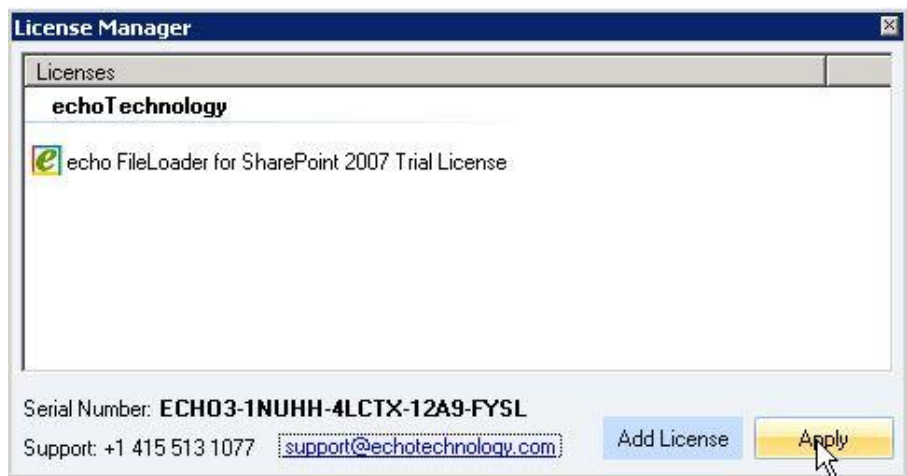 License Manager
Licenses
echoTechnology
echo FileLoader for SharePoint 2007 Trial License
Serial Number: ECHO3-1NUHH-4LCTX-12A9-FYSL
Support: +1 415 513 1077 support@echotechnology.com
Add License
Apply